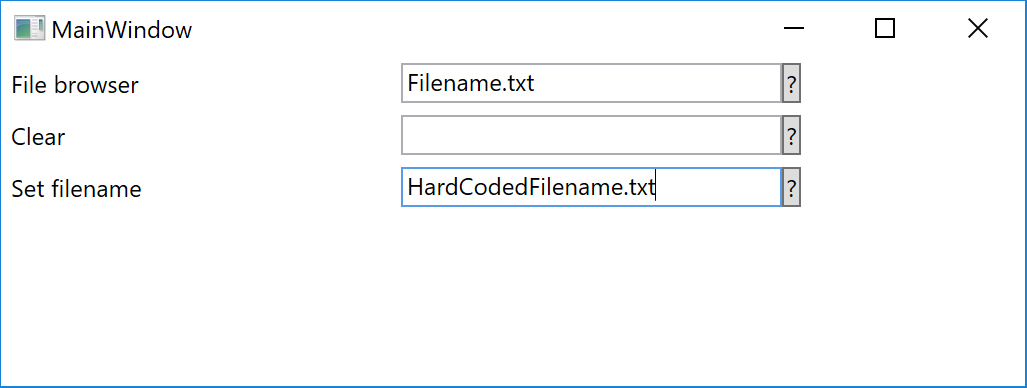 MainWindow
File browser Filename.txt ?
Clear ?
Set filename HardCodedFilename.txt ?